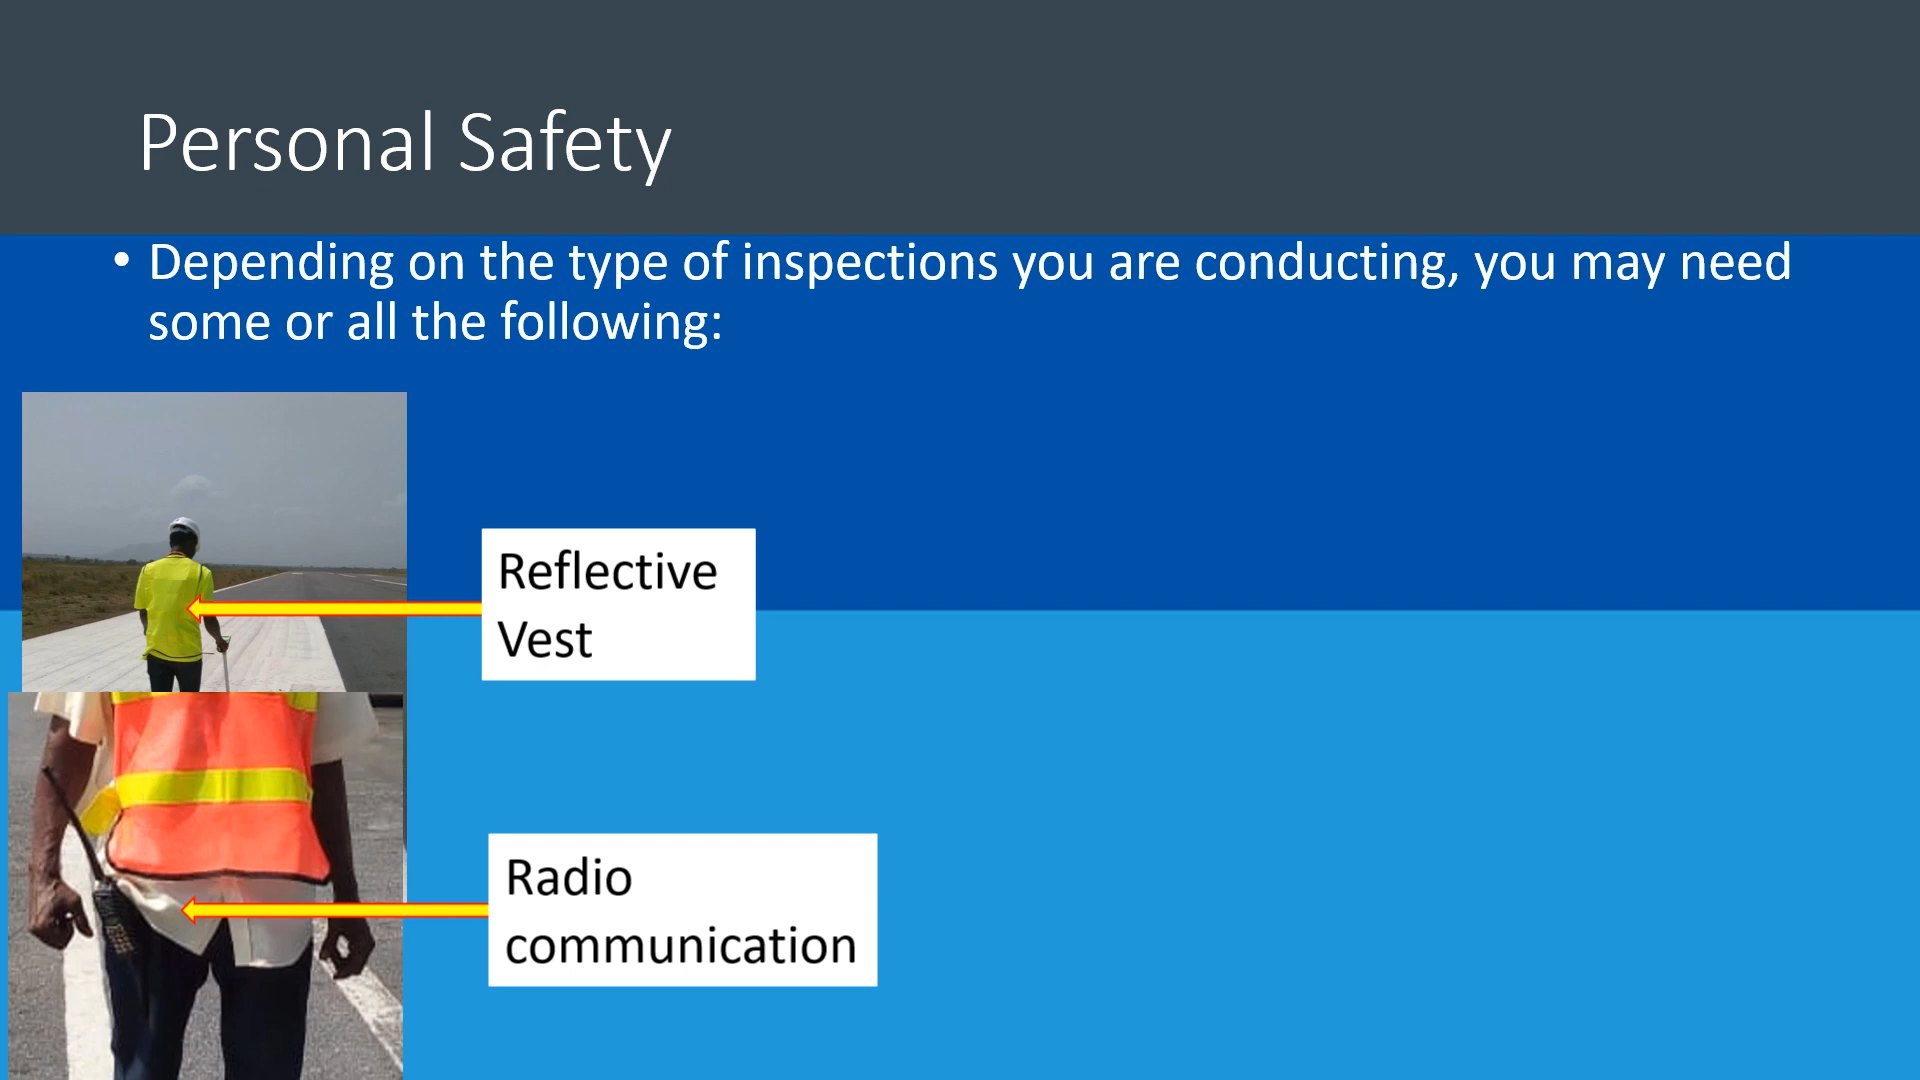 Personal Safety
• Depending on the type of inspections you are conducting, you may need
some or all the following:
Reflective
Vest
Radio
communication